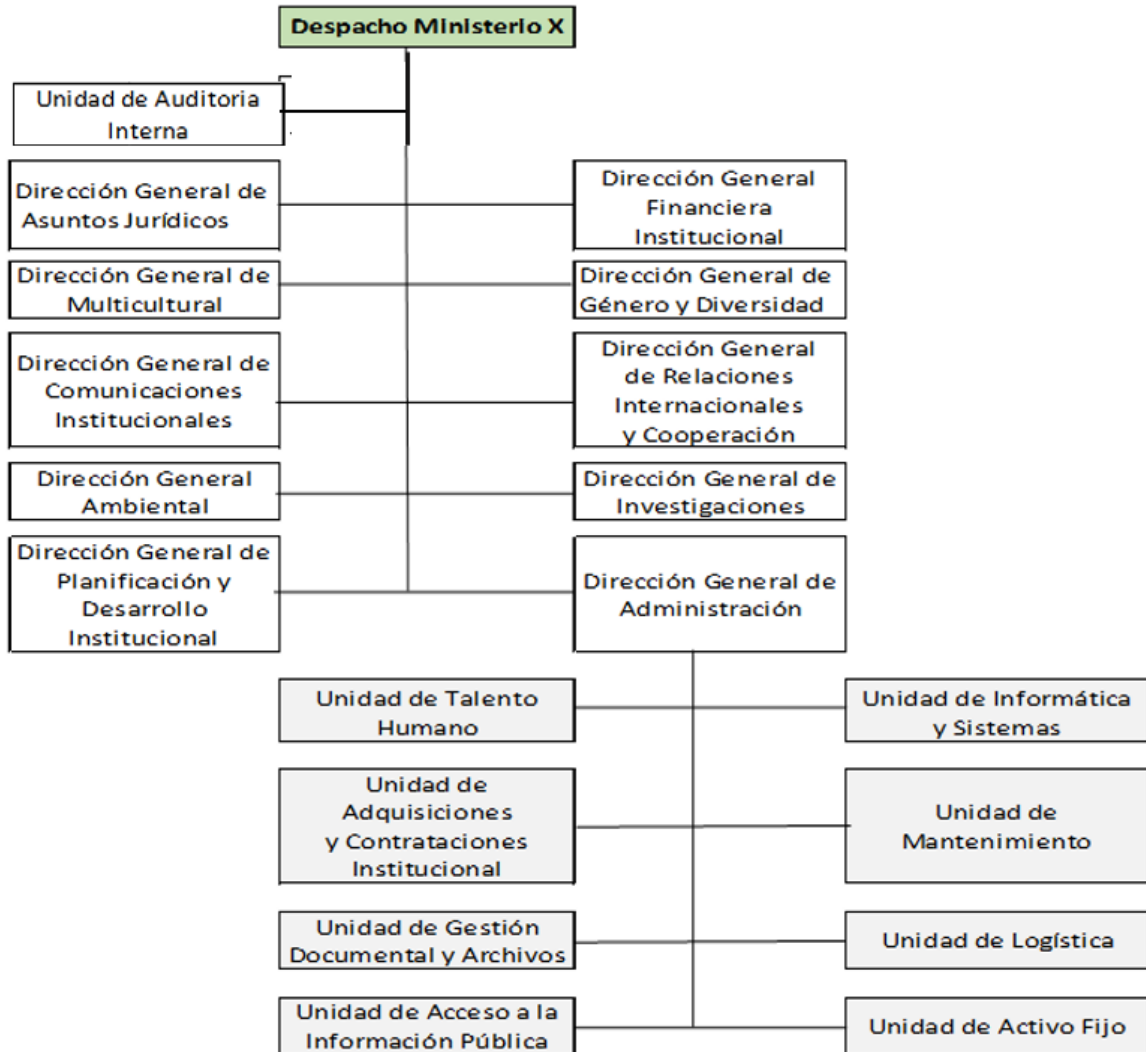 Despacho Ministerio X
Unidad de Auditoria
Interna
Dirección General de
Asuntos Jurídicos
Dirección General
Financiera
Institucional
Dirección General de
Multicultural
Dirección General de
Género y Diversidad
Dirección General de
Comunicaciones
Institucionales
Dirección General
de Relaciones
Internacionales
y Cooperación
Dirección General
Ambiental
Dirección General de
Investigaciones
Dirección General de
Planificación y
Desarrollo
Institucional
Dirección General de
Administración
Unidad de Talento
Humano
Unidad de Informática
y Sistemas
Unidad de
Adquisiciones
y Contrataciones
Institucional
Unidad de
Mantenimiento
Unidad de Gestión
Documental y Archivos
Unidad de Logística
Unidad de Acceso a la
Información Pública
Unidad de Activo Fijo